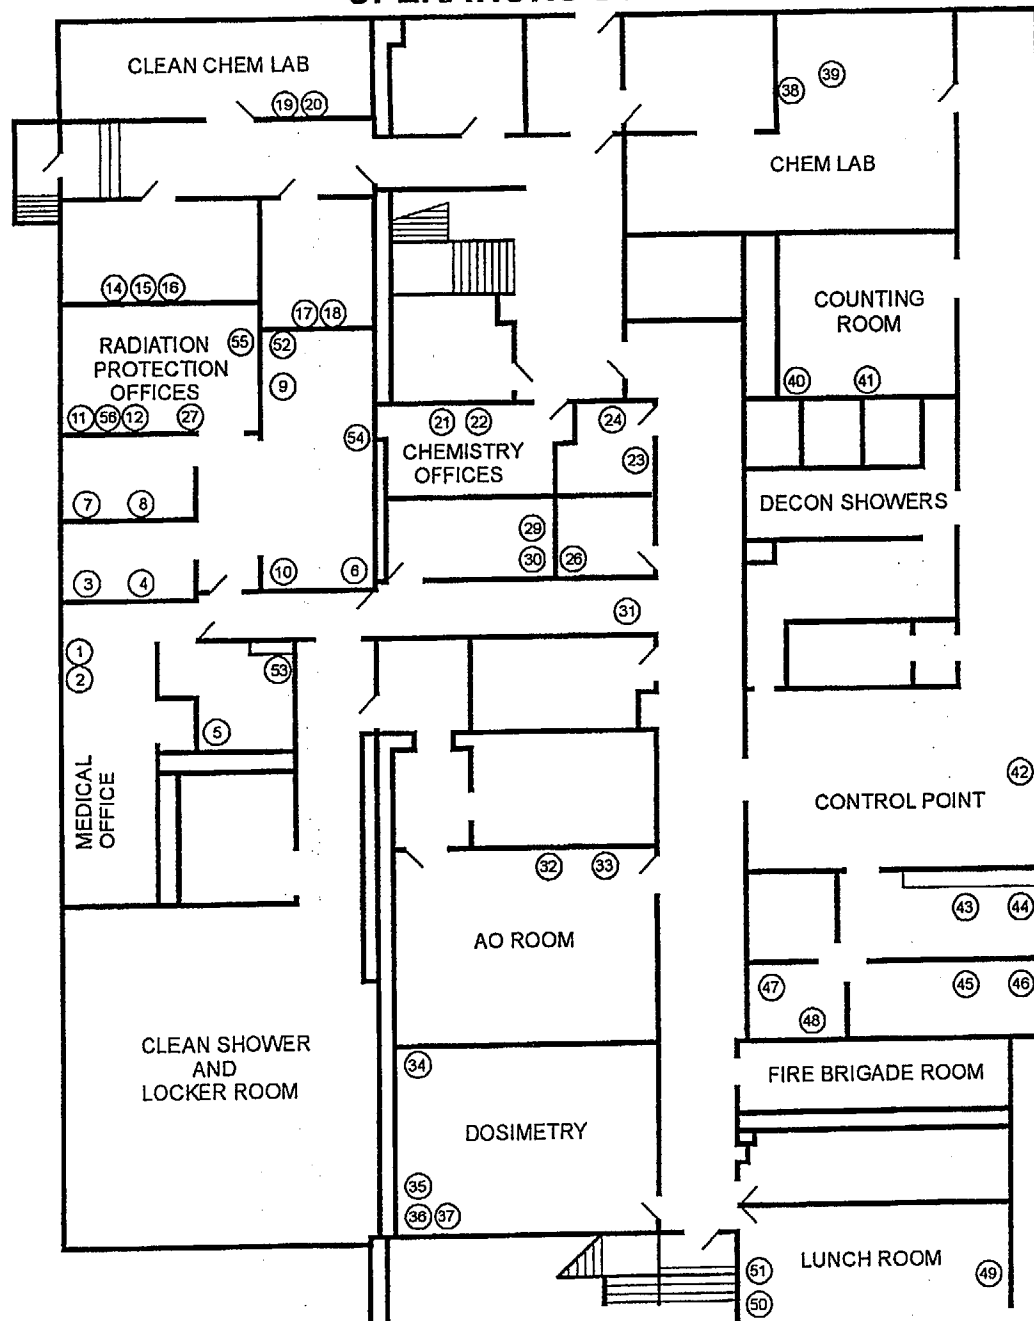 CLEAN CHEM LAB
19 20
38 39
CHEM LAB
14 15 16
17 18
COUNTING
ROOM
RADIATION
PROTECTION
OFFICES
55 52
9
40 41
11 56 12 27
21 22 24
54
CHEMISTRY
OFFICES
23
7 8
DECON SHOWERS
29
30 26
3 4 10 6
31
1
2
53
5
MEDICAL
OFFICE
42
CONTROL POINT
32 33
43 44
AO ROOM
47 45 46
48
CLEAN SHOWER
AND
LOCKER ROOM
34
FIRE BRIGADE ROOM
DOSIMETRY
35
36 37
LUNCH ROOM
51 49
50